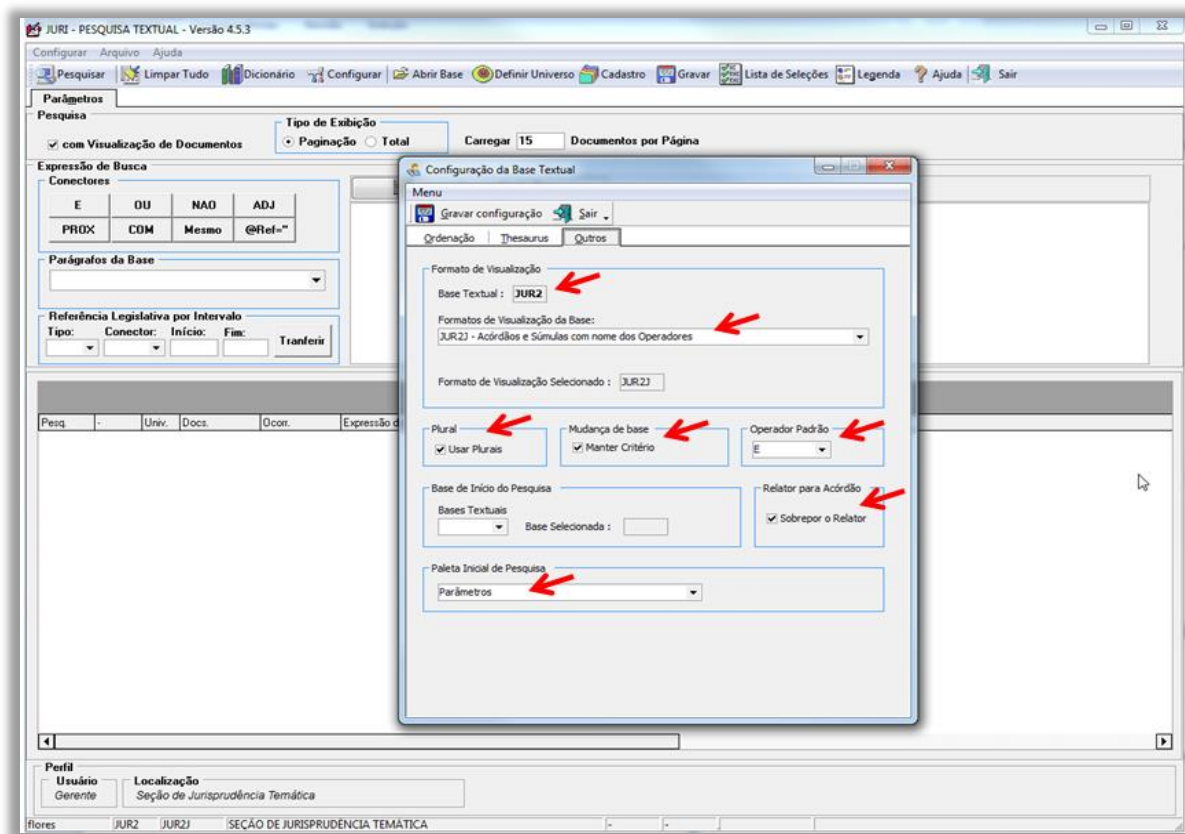 JURI - PESQUISA TEXTUAL - Versão 4.5.3
Configurar Arquivo Ajuda
Pesquisar Limpar Tudo Dicionário Configurar Abrir Base Definir Universo Cadastro Gravar Lista de Seleções Legenda Ajuda Sair
Parâmetros
Pesquisa
com Visualização de Documentos
Tipo de Exibição
Paginação Total
Carregar 15 Documentos por Página
Expressão de Busca
Conectores
E OU NAO ADJ
PROX COM Mesmo @Ref="
Parágrafos da Base
Referência Legislativa por Intervalo
Tipo: Conector: Início: Fim:
Tranferir
Pesq. - Univ. Docs. Ocorr. Expressão d
Configuração da Base Textual
Menu
Gravar configuração Sair
Ordenação Thesaurus Outros
Formato de Visualização
Base Textual : JUR2
Formatos de Visualização da Base:
JUR2J - Acórdãos e Súmulas com nome dos Operadores
Formato de Visualização Selecionado : JUR2J
Plural Mudança de base Operador Padrão
Usar Plurais Manter Critério E
Base de Início do Pesquisa Relator para Acórdão
Bases Textuais
Base Selecionada : Sobrepor o Relator
Paleta Inicial de Pesquisa
Parâmetros
Perfil
Usuário Localização
Gerente Seção de Jurisprudência Temática
flores JUR2 JUR2J SEÇÃO DE JURISPRUDÊNCIA TEMÁTICA - -